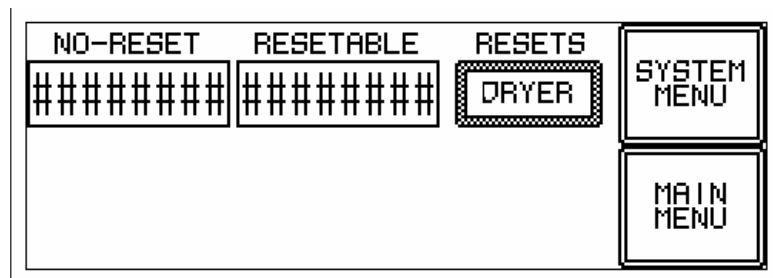 NO-RESET RESETABLE RESETS
######## ######## DRYER
SYSTEM
MENU
MAIN
MENU